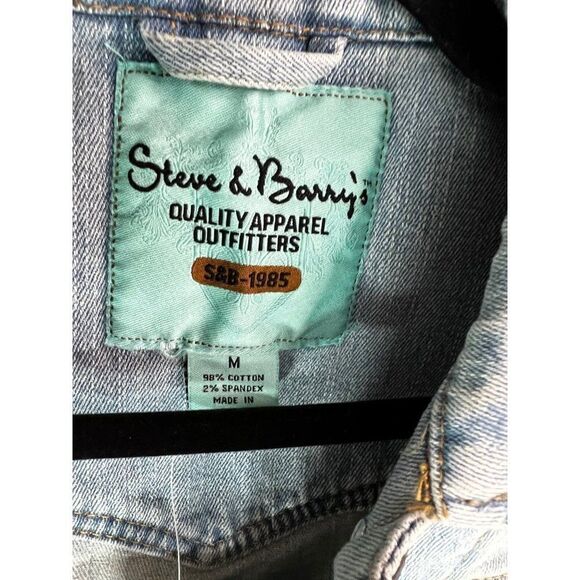 Steve & Barry's™
QUALITY APPAREL
OUTFITTERS
S&B-1985
M
98% COTTON
2% SPANDEX
MADE IN